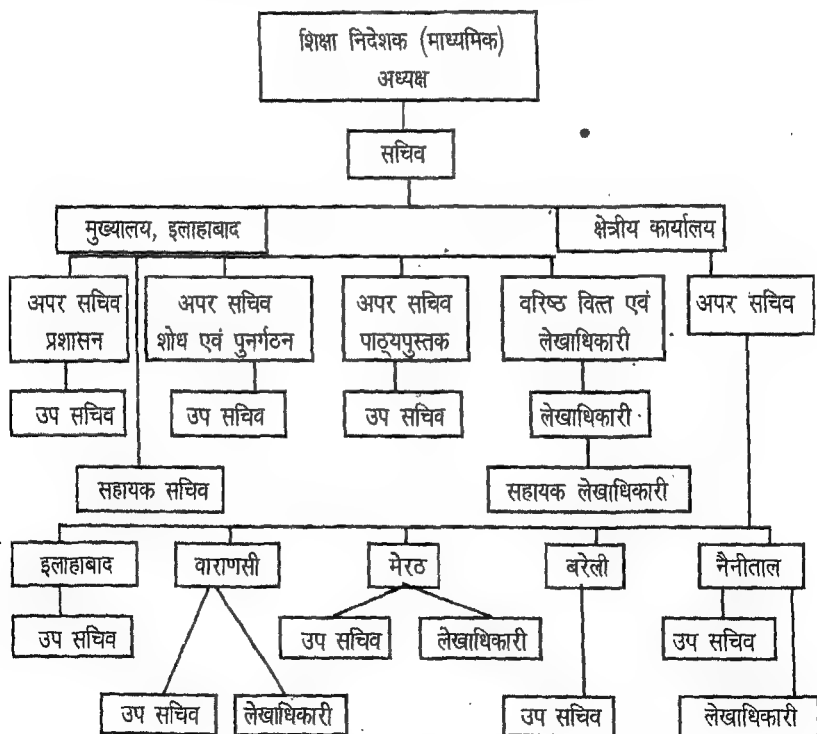 शिक्षा निदेशक (माध्यमिक)
अध्यक्ष
सचिव
मुख्यालय, इलाहाबाद
क्षेत्रीय कार्यालय
अपर सचिव
प्रशासन
अपर सचिव
शोध एवं पुनर्गठन
अपर सचिव
पाठ्यपुस्तक
वरिष्ठ वित्त एवं
लेखाधिकारी
अपर सचिव
उप सचिव
उप सचिव
उप सचिव
लेखाधिकारी
सहायक सचिव
सहायक लेखाधिकारी
इलाहाबाद
वाराणसी
मेरठ
बरेली
नैनीताल
उप सचिव
उप सचिव
लेखाधिकारी
उप सचिव
उप सचिव
लेखाधिकारी
उप सचिव
लेखाधिकारी